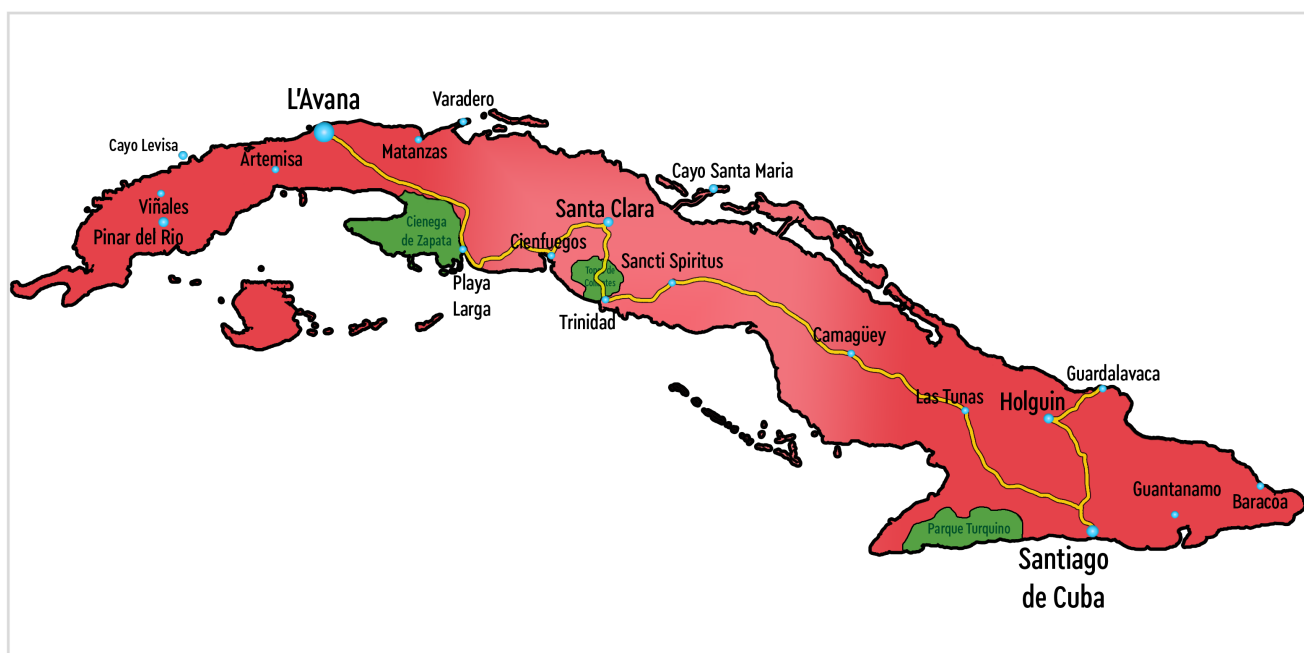 L'Avana
Varadero
Cayo Levisa
Artemisa
Matanzas
Cayo Santa Maria
Viñales
Pinar del Rio
Cienega
de Zapata
Santa Clara
Cienfuegos
Sancti Spiritus
Playa
Larga
Trinidad
Camagüey
Guardalavaca
Las Tunas
Holguin
Guantanamo
Baracoa
Parque Turquino
Santiago
de Cuba